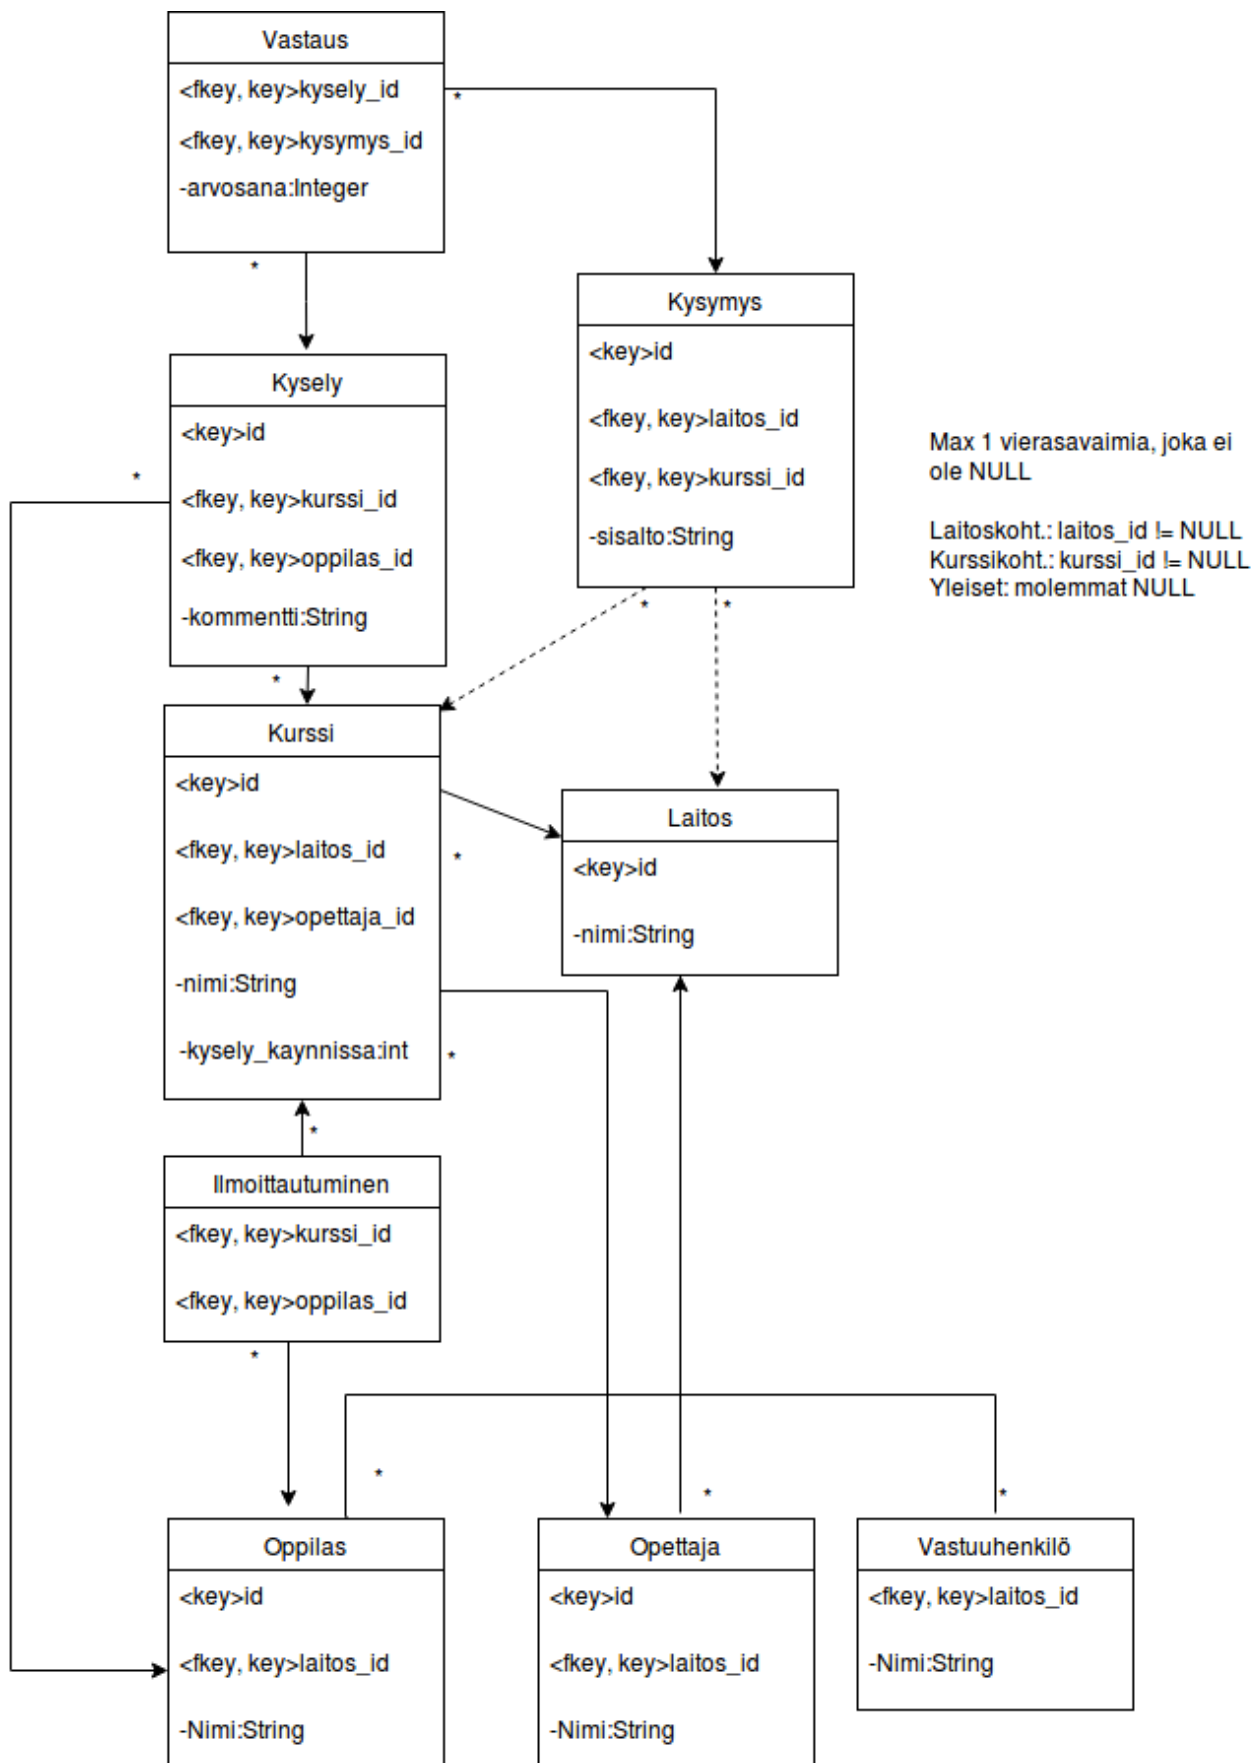 Vastaus
<fkey, key>kysely_id
*
<fkey, key>kysymys_id
-arvosana:Integer
*
Kysymys
<key>id
<fkey, key>laitos_id
<fkey, key>kurssi_id
-sisalto:String
*
*
Max 1 vierasavaimia, joka ei
ole NULL
Laitoskoht.: laitos_id != NULL
Kurssikoht.: kurssi_id != NULL
Yleiset: molemmat NULL
Kysely
<key>id
*
<fkey, key>kurssi_id
<fkey, key>oppilas_id
-kommentti:String
*
Kurssi
<key>id
<fkey, key>laitos_id
*
<fkey, key>opettaja_id
-nimi:String
-kysely_kaynnissa:int
*
Laitos
<key>id
-nimi:String
*
Ilmoittautuminen
<fkey, key>kurssi_id
<fkey, key>oppilas_id
*
*
*
*
Oppilas
<key>id
<fkey, key>laitos_id
-Nimi:String
Opettaja
<key>id
<fkey, key>laitos_id
-Nimi:String
Vastuuhenkilö
<fkey, key>laitos_id
-Nimi:String